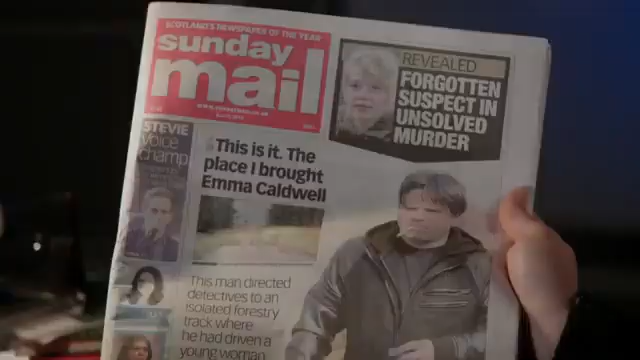 SCOTLAND'S NEWSPAPER OF THE YEAR
sunday
mail
REVEALED
FORGOTTEN
SUSPECT IN
UNSOLVED
MURDER
STEVIE
Voice
champ
This is it. The
place I brought
Emma Caldwell
This man directed
detectives to an
isolated forestry
track where
he had driven a
young woman